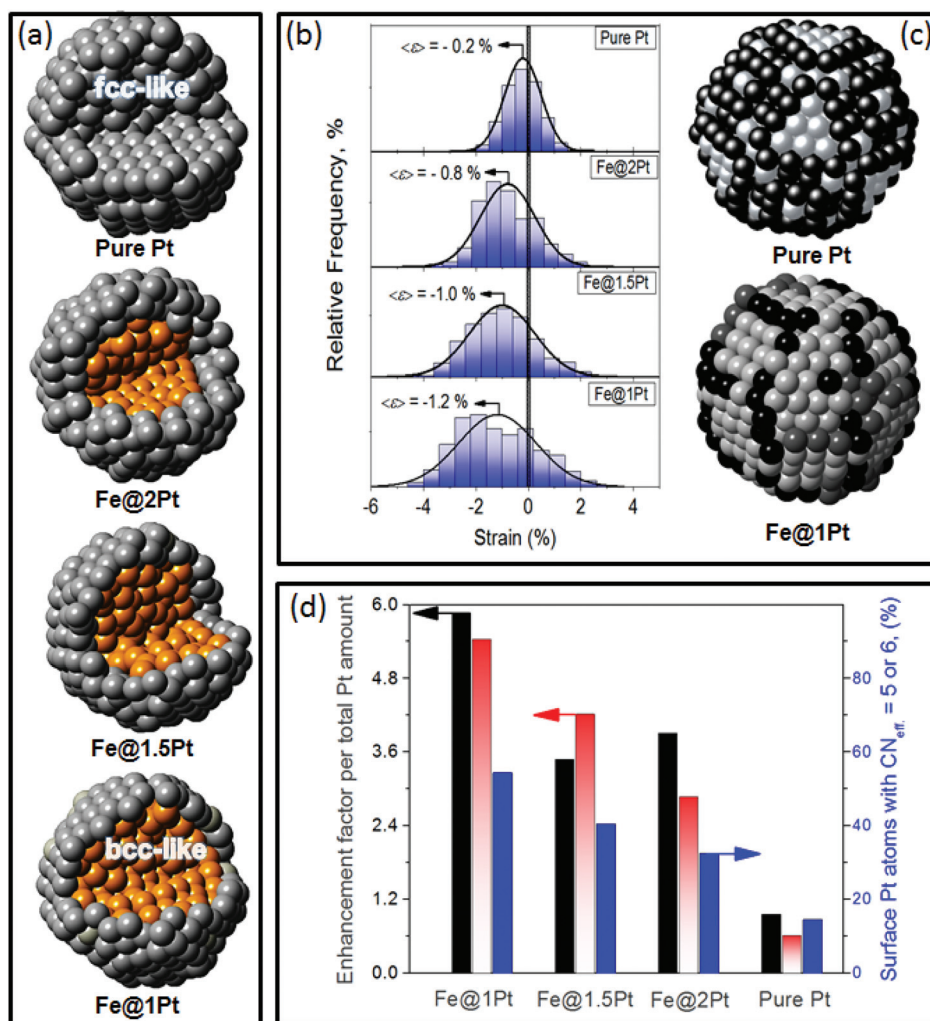 (a)
fcc-like
Pure Pt
Fe@2Pt
Fe@1.5Pt
bcc-like
Fe@1Pt
(b)
Relative Frequency, %
<ε> = - 0.2 %
Pure Pt
<ε> = - 0.8 %
Fe@2Pt
<ε> = -1.0 %
Fe@1.5Pt
<ε> = -1.2 %
Fe@1Pt
-6 -4 -2 0 2 4
Strain (%)
(c)
Pure Pt
Fe@1Pt
(d)
Enhancement factor per total Pt amount
6.0
4.8
3.6
2.4
1.2
0.0
Surface Pt atoms with CNeff. = 5 or 6, (%)
80
60
40
20
0
Fe@1Pt Fe@1.5Pt Fe@2Pt Pure Pt